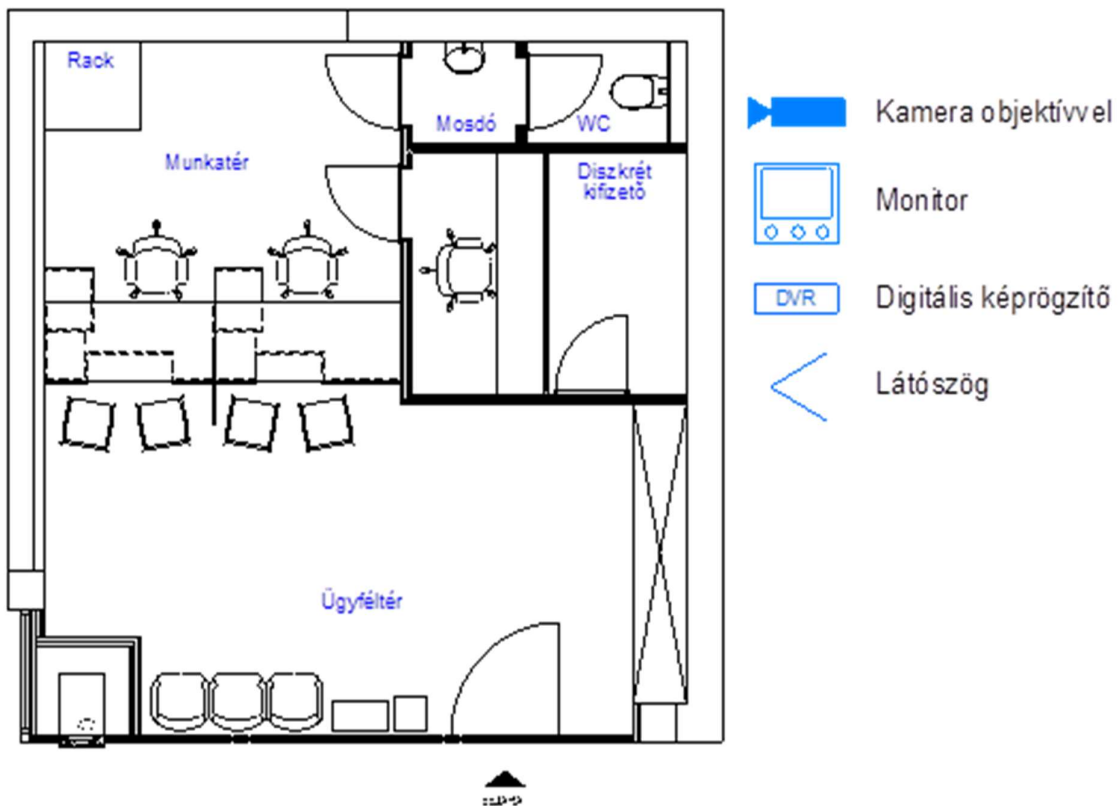 Rack
Mosdó
WC
Munkatér
Diszkrét
kifizető
Ügyféltér
Kamera objektívvel
Monitor
DVR
Digitális képrögzítő
Látószög